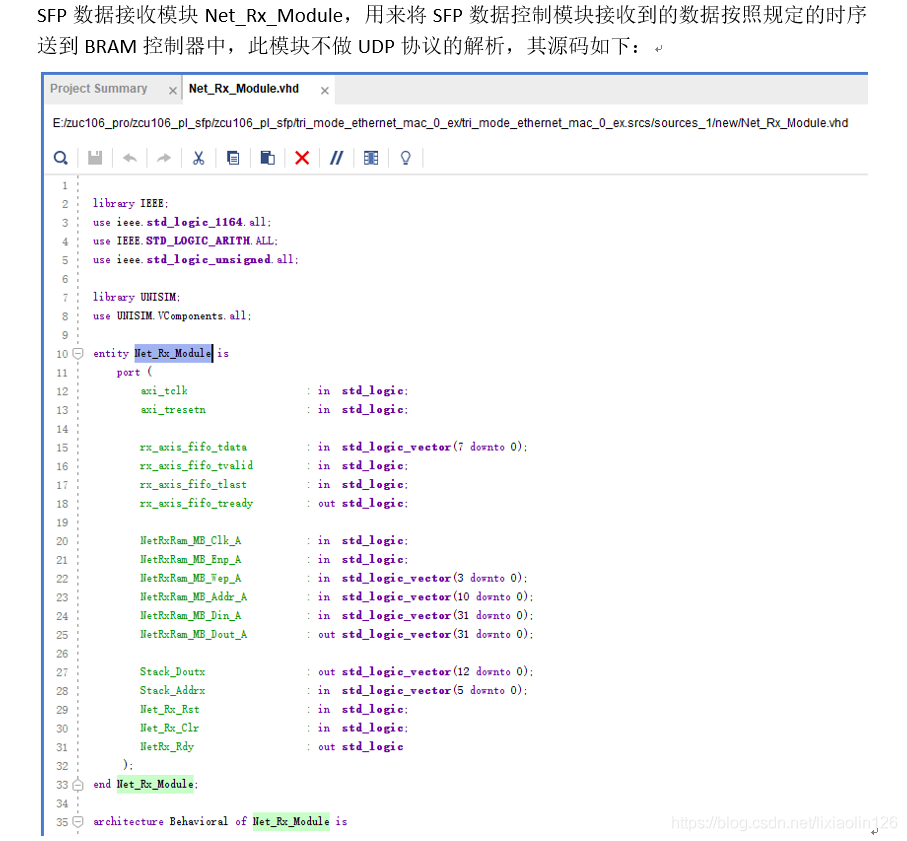 SFP 数据接收模块 Net_Rx_Module，用来将 SFP 数据控制模块接收到的数据按照规定的时序
送到 BRAM 控制器中，此模块不做 UDP 协议的解析，其源码如下：
Project Summary × Net_Rx_Module.vhd ×
E:/zuc106_pro/zcu106_pl_sfp/zcu106_pl_sfp/tri_mode_ethernet_mac_0_ex/tri_mode_ethernet_mac_0_ex.srcs/sources_1/new/Net_Rx_Module.vhd
1
2 library IEEE;
3 use ieee.std_logic_1164.all;
4 use IEEE.STD_LOGIC_ARITH.ALL;
5 use ieee.std_logic_unsigned.all;
6
7 library UNISIM;
8 use UNISIM.VComponents.all;
9
10 entity Net_Rx_Module is
11 port (
12 axi_tclk : in std_logic;
13 axi_tresetn : in std_logic;
14
15 rx_axis_fifo_tdata : in std_logic_vector(7 downto 0);
16 rx_axis_fifo_tvalid : in std_logic;
17 rx_axis_fifo_tlast : in std_logic;
18 rx_axis_fifo_tready : out std_logic;
19
20 NetRxRam_MB_Clk_A : in std_logic;
21 NetRxRam_MB_Enp_A : in std_logic;
22 NetRxRam_MB_Wep_A : in std_logic_vector(3 downto 0);
23 NetRxRam_MB_Addr_A : in std_logic_vector(10 downto 0);
24 NetRxRam_MB_Din_A : in std_logic_vector(31 downto 0);
25 NetRxRam_MB_Dout_A : out std_logic_vector(31 downto 0);
26
27 Stack_Doutx : out std_logic_vector(12 downto 0);
28 Stack_Addrx : in std_logic_vector(5 downto 0);
29 Net_Rx_Rst : in std_logic;
30 Net_Rx_Clr : in std_logic;
31 NetRx_Rdy : out std_logic
32 );
33 end Net_Rx_Module;
34
35 architecture Behavioral of Net_Rx_Module is
https://blog.csdn.net/lixiaolin126